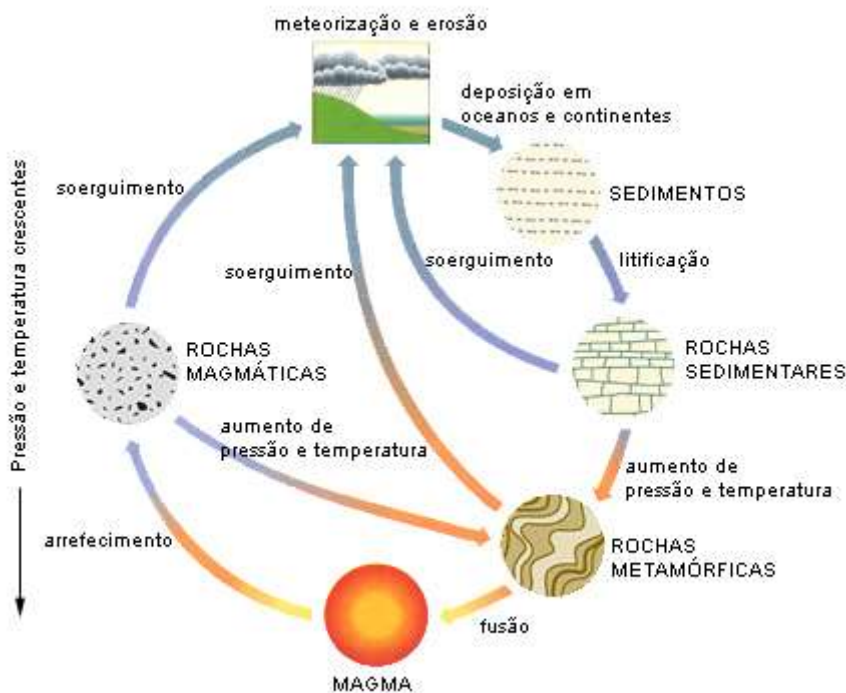 meteorização e erosão
deposição em
oceanos e continentes
SEDIMENTOS
litificação
ROCHAS
SEDIMENTARES
aumento de
pressão e temperatura
ROCHAS
METAMÓRFICAS
fusão
MAGMA
arrefecimento
ROCHAS
MAGMÁTICAS
soerguimento
soerguimento
soerguimento
aumento de
pressão e temperatura
Pressão e temperatura crescentes